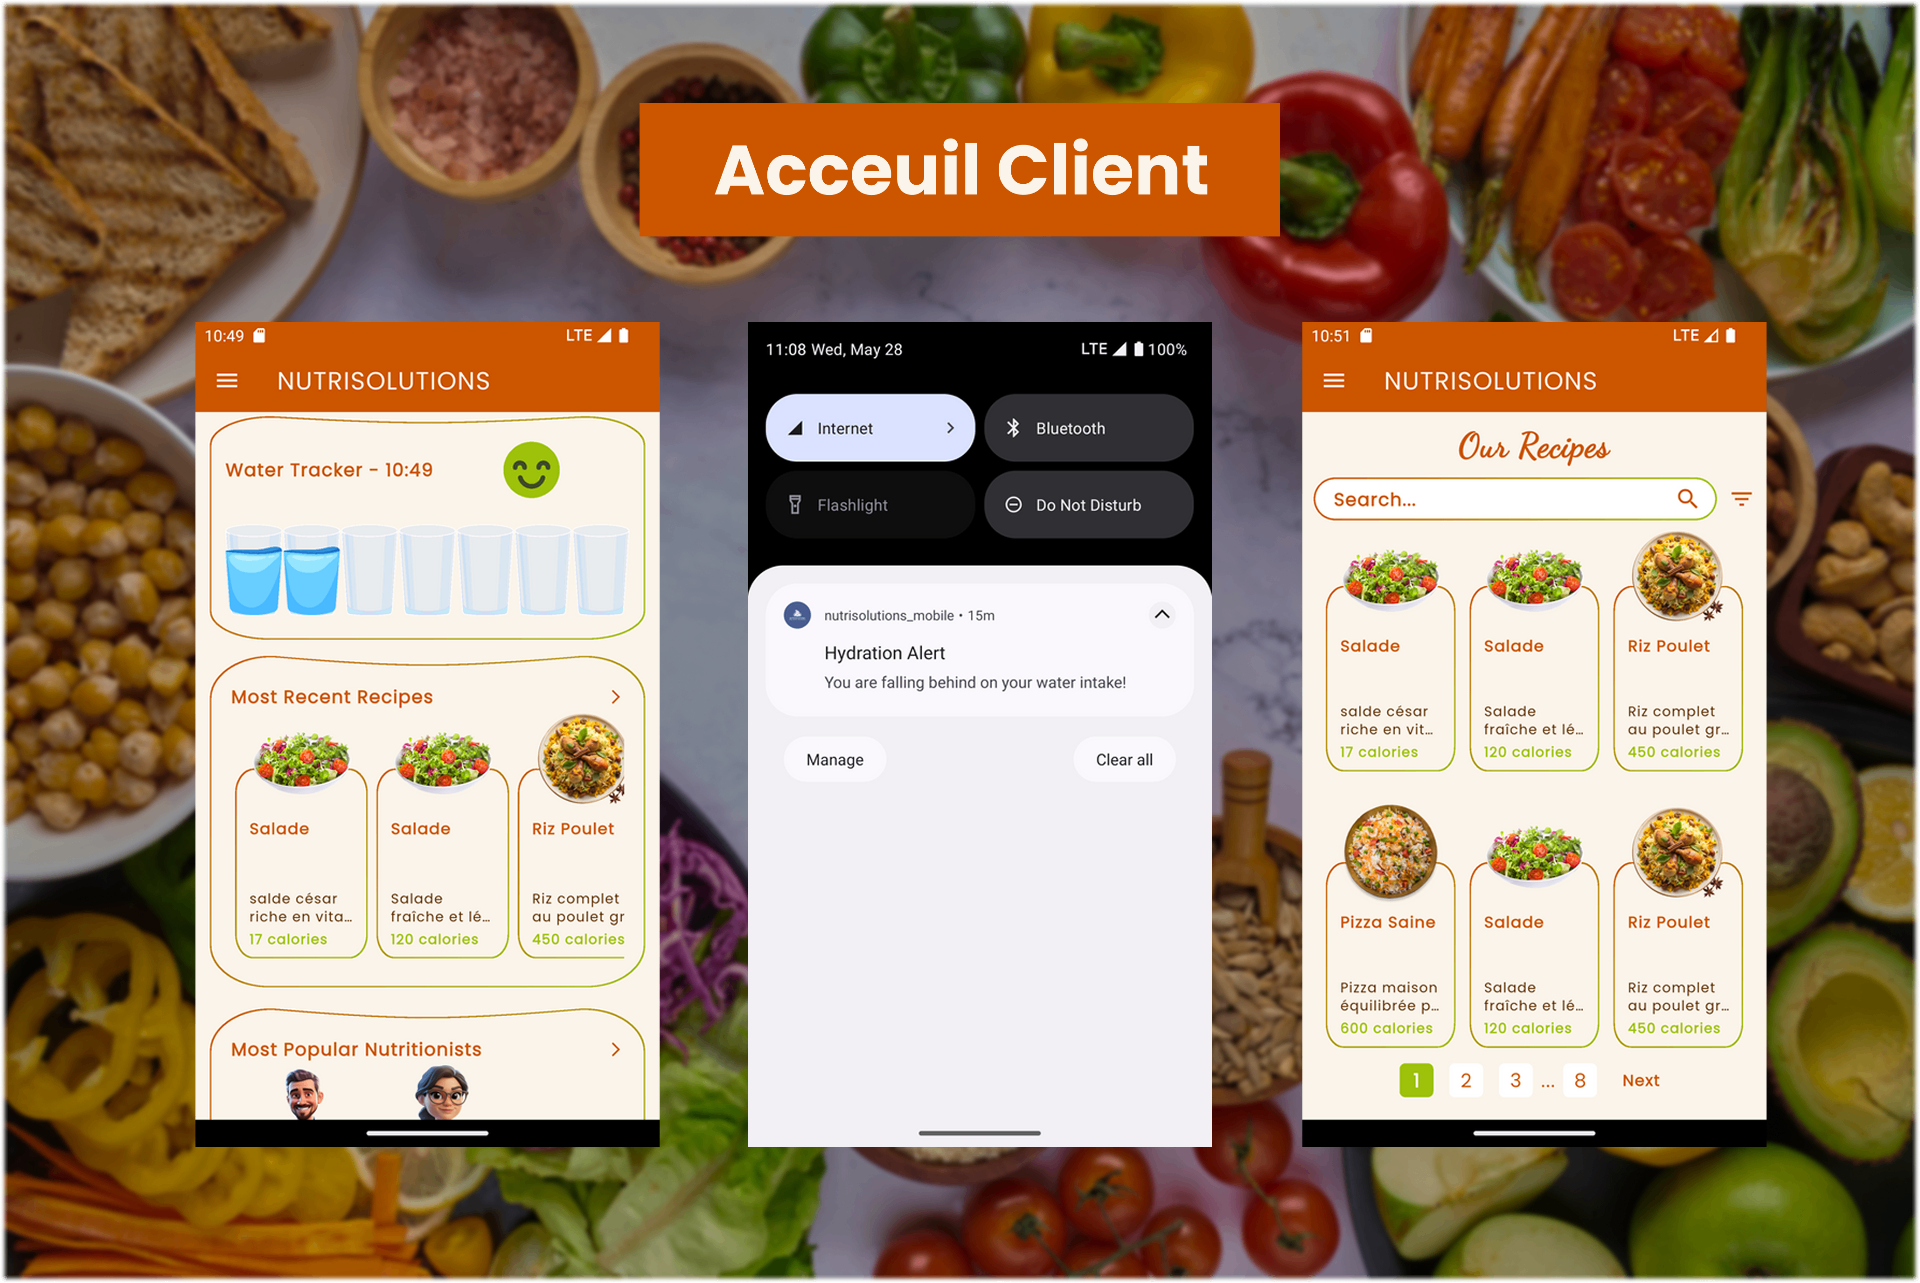 Acceuil Client
10:49
LTE
NUTRISOLUTIONS
Water Tracker - 10:49
Most Recent Recipes
Salade
salde césar
riche en vita...
17 calories
Salade
Salade
fraîche et lé...
120 calories
Riz Poulet
Riz complet
au poulet gr
450 calories
Most Popular Nutritionists
11:08 Wed, May 28
LTE
100%
Internet
Bluetooth
Flashlight
Do Not Disturb
nutrisolutions_mobile • 15m
Hydration Alert
You are falling behind on your water intake!
Manage
Clear all
10:51
LTE
NUTRISOLUTIONS
Our Recipes
Search...
Salade
salde césar
riche en vit...
17 calories
Salade
Salade
fraîche et lé...
120 calories
Riz Poulet
Riz complet
au poulet gr...
450 calories
Pizza Saine
Pizza maison
équilibrée p...
600 calories
Salade
Salade
fraîche et lé...
120 calories
Riz Poulet
Riz complet
au poulet gr...
450 calories
1 2 3 ... 8 Next